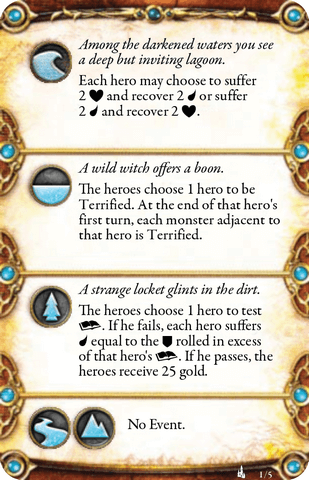 Among the darkened waters you see
a deep but inviting lagoon.
Each hero may choose to suffer
2 and recover 2 or suffer
2 and recover 2 .
A wild witch offers a boon.
The heroes choose 1 hero to be
Terrified. At the end of that hero's
first turn, each monster adjacent to
that hero is Terrified.
A strange locket glints in the dirt.
The heroes choose 1 hero to test
. If he fails, each hero suffers
equal to the rolled in excess
of that hero's . If he passes, the
heroes receive 25 gold.
No Event.
1/5